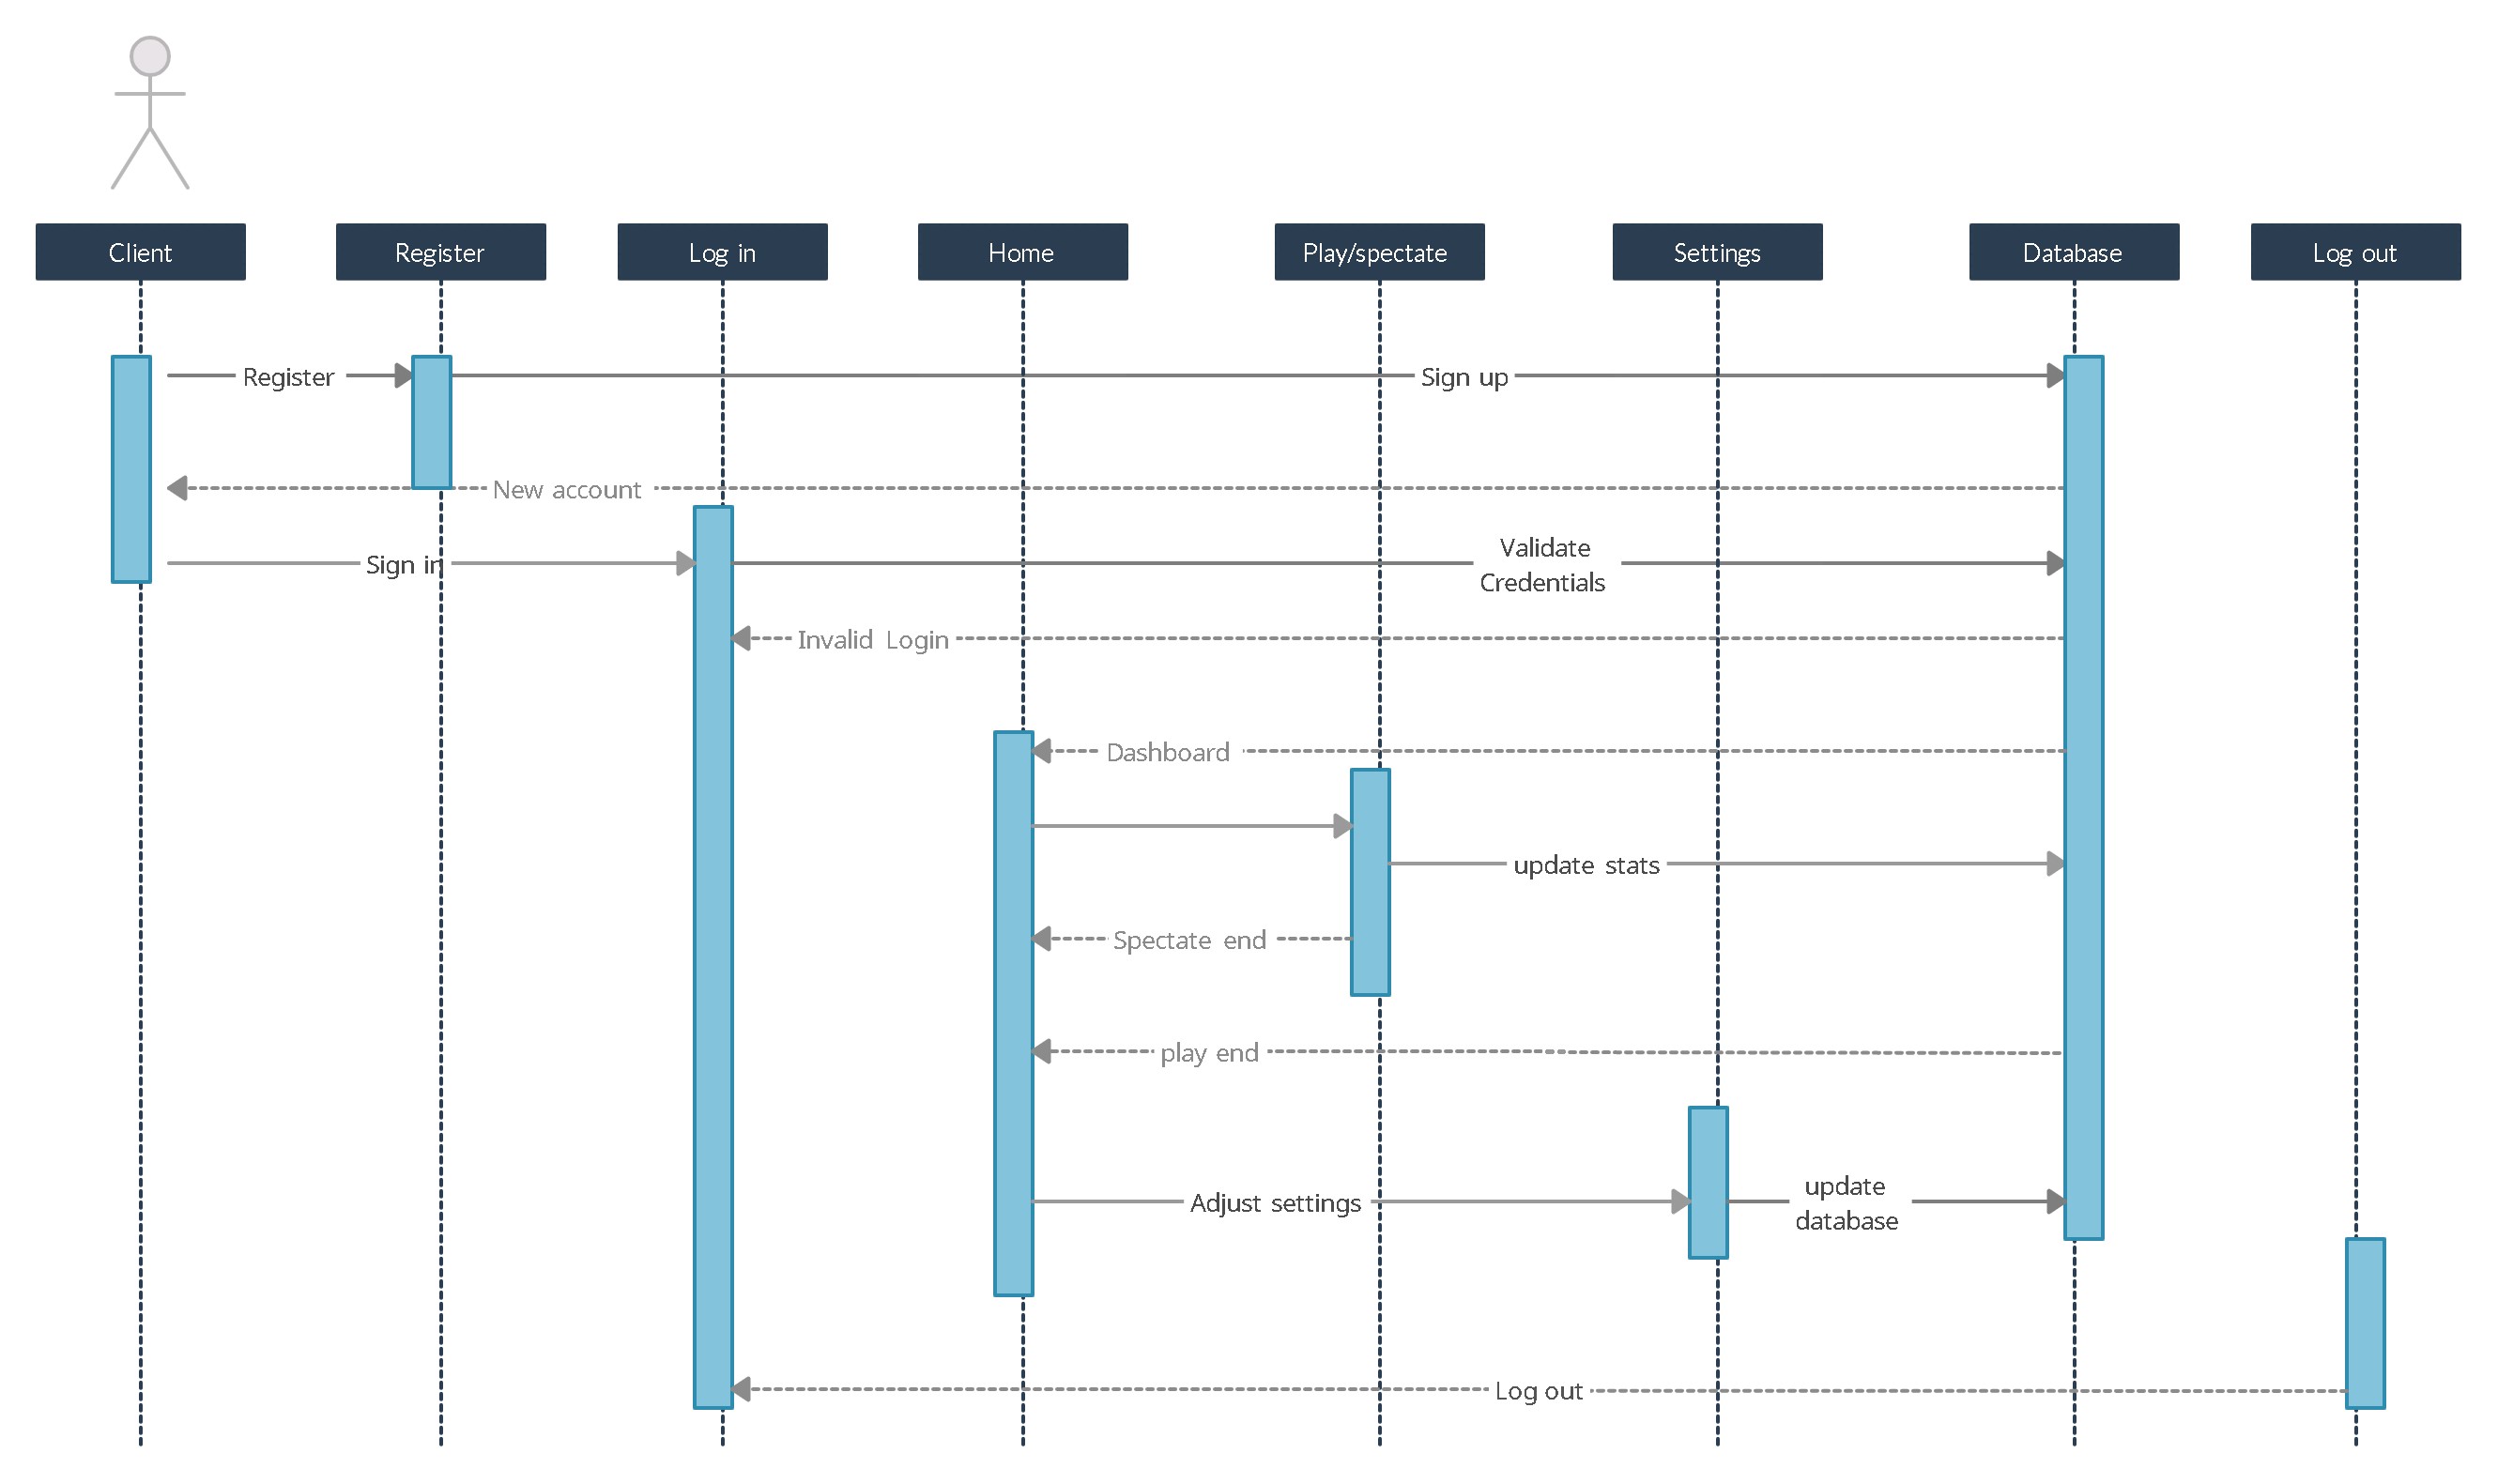 Client
Register
Log in
Home
Play/spectate
Settings
Database
Log out
Register
Sign up
New account
Sign in
Validate
Credentials
Invalid Login
Dashboard
update stats
Spectate end
play end
Adjust settings
update
database
Log out